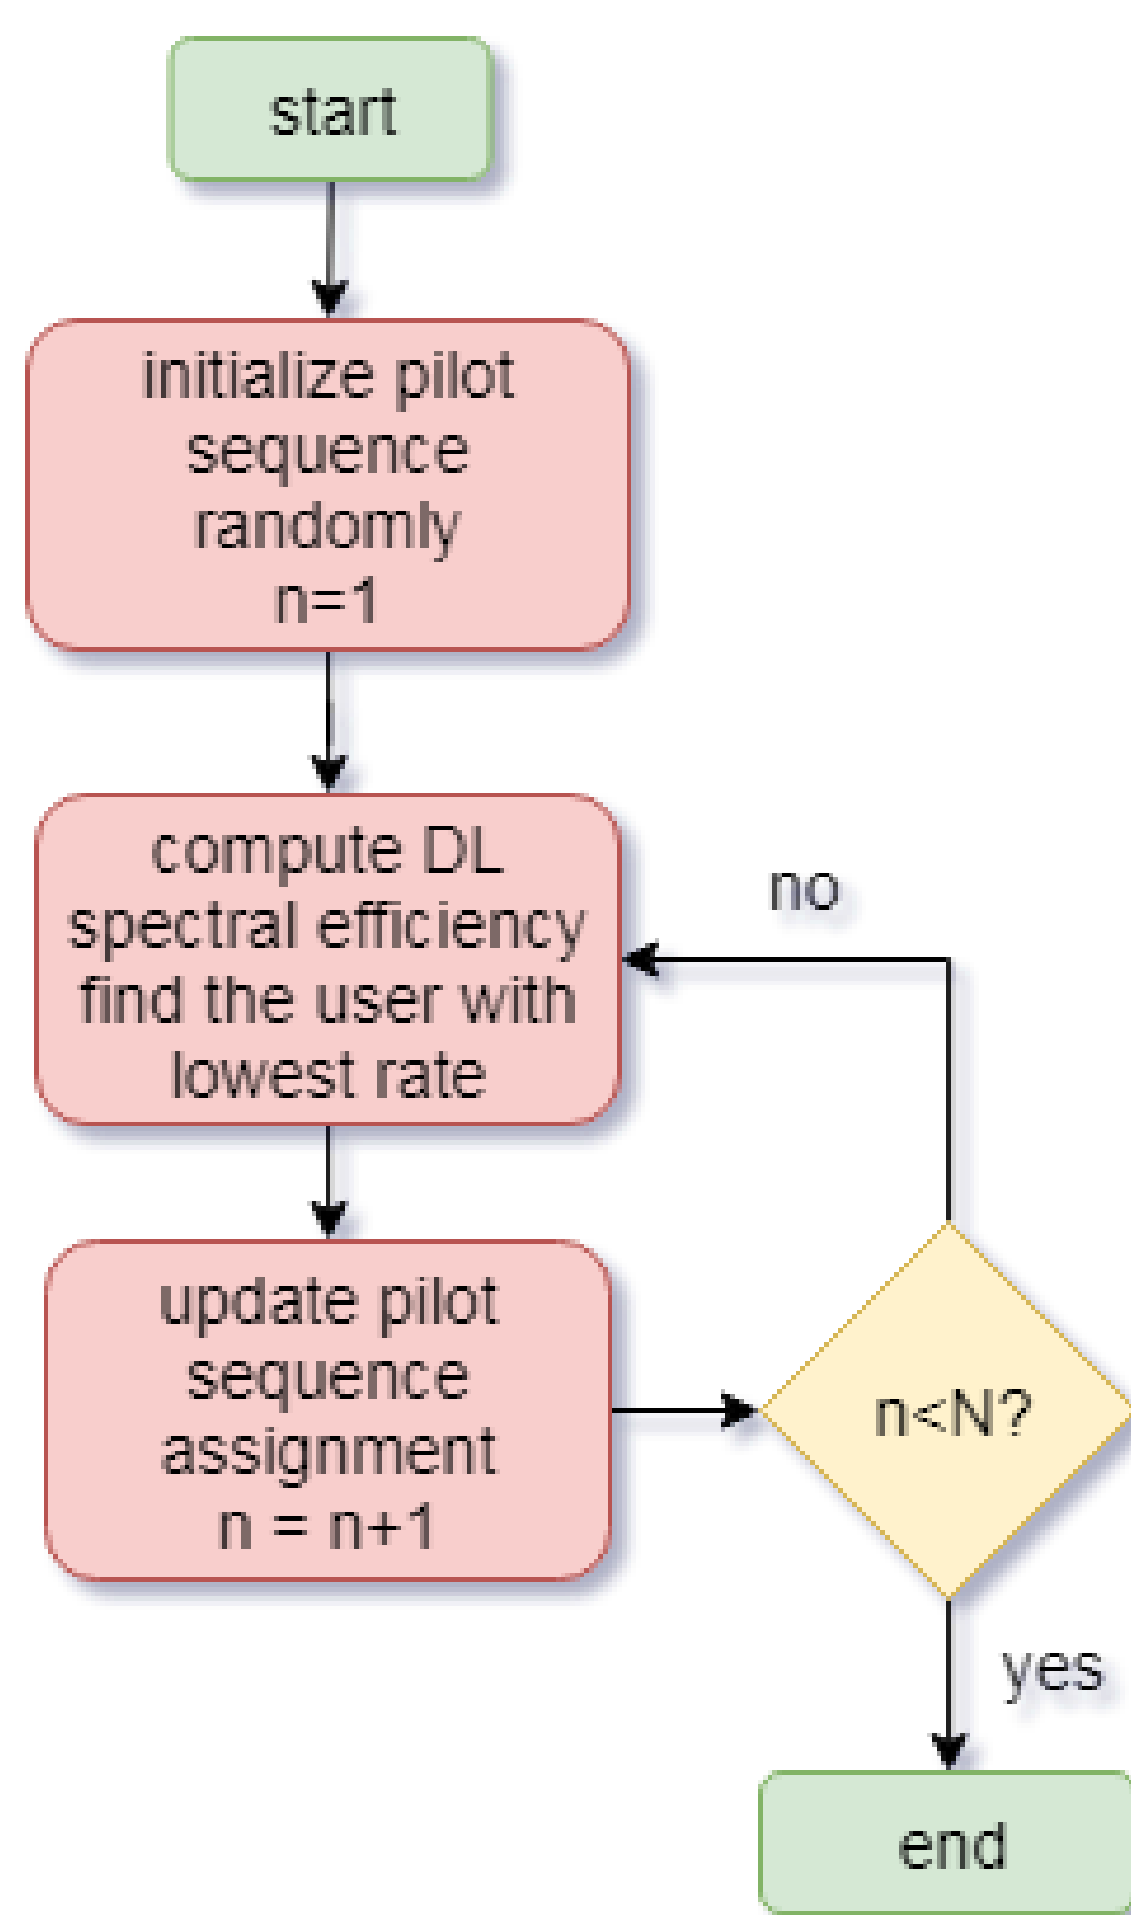 start
initialize pilot
sequence
randomly
n=1
compute DL
spectral efficiency
find the user with
lowest rate
no
update pilot
sequence
assignment
n = n+1
n<N?
yes
end